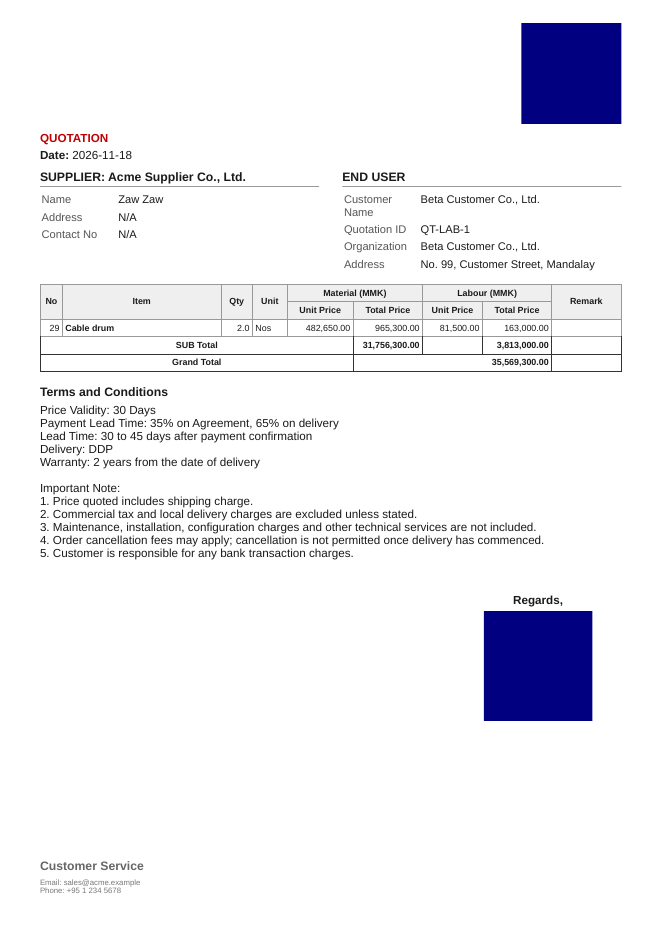 QUOTATION
Date: 2026-11-18
SUPPLIER: Acme Supplier Co., Ltd.
Name Zaw Zaw
Address N/A
Contact No N/A
END USER
Customer Name Beta Customer Co., Ltd.
Quotation ID QT-LAB-1
Organization Beta Customer Co., Ltd.
Address No. 99, Customer Street, Mandalay
No Item Qty Unit Material (MMK) Labour (MMK) Remark
Unit Price Total Price Unit Price Total Price
29 Cable drum 2.0 Nos 482,650.00 965,300.00 81,500.00 163,000.00
SUB Total 31,756,300.00 3,813,000.00
Grand Total 35,569,300.00
Terms and Conditions
Price Validity: 30 Days
Payment Lead Time: 35% on Agreement, 65% on delivery
Lead Time: 30 to 45 days after payment confirmation
Delivery: DDP
Warranty: 2 years from the date of delivery
Important Note:
1. Price quoted includes shipping charge.
2. Commercial tax and local delivery charges are excluded unless stated.
3. Maintenance, installation, configuration charges and other technical services are not included.
4. Order cancellation fees may apply; cancellation is not permitted once delivery has commenced.
5. Customer is responsible for any bank transaction charges.
Regards,
Customer Service
Email: sales@acme.example
Phone: +95 1 234 5678